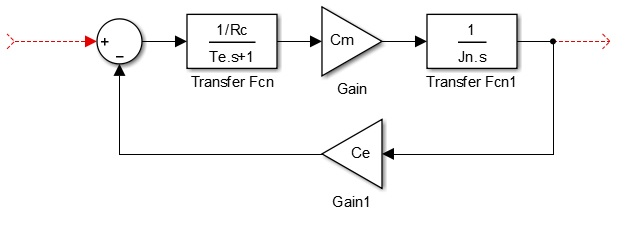 +
−
1/Rc
Te.s+1
Transfer Fcn
Cm
Gain
1
Jn.s
Transfer Fcn1
Ce
Gain1